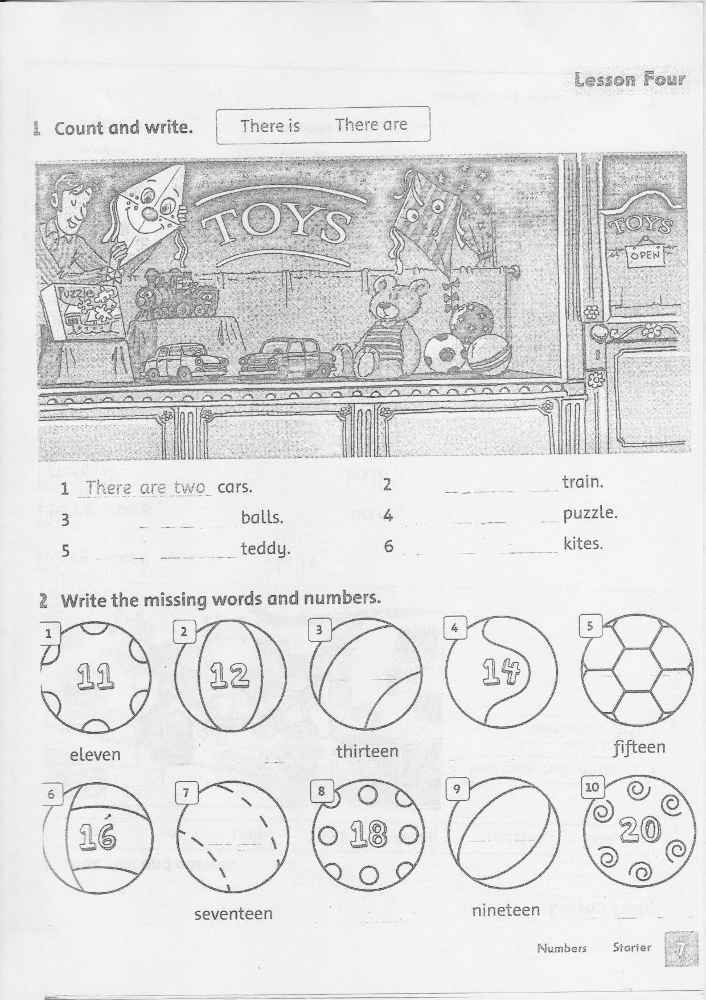 Lesson Four
1 Count and write. There is There are
TOYS
TOYS
OPEN
Puzzle
2
1 There are two cars. 2 train.
3 balls. 4 puzzle.
5 teddy. 6 kites.
2 Write the missing words and numbers.
1 2 3 4 5
11 12 14
eleven thirteen fifteen
6 7 8 9 10
16 18 20
seventeen nineteen
Numbers Starter 7